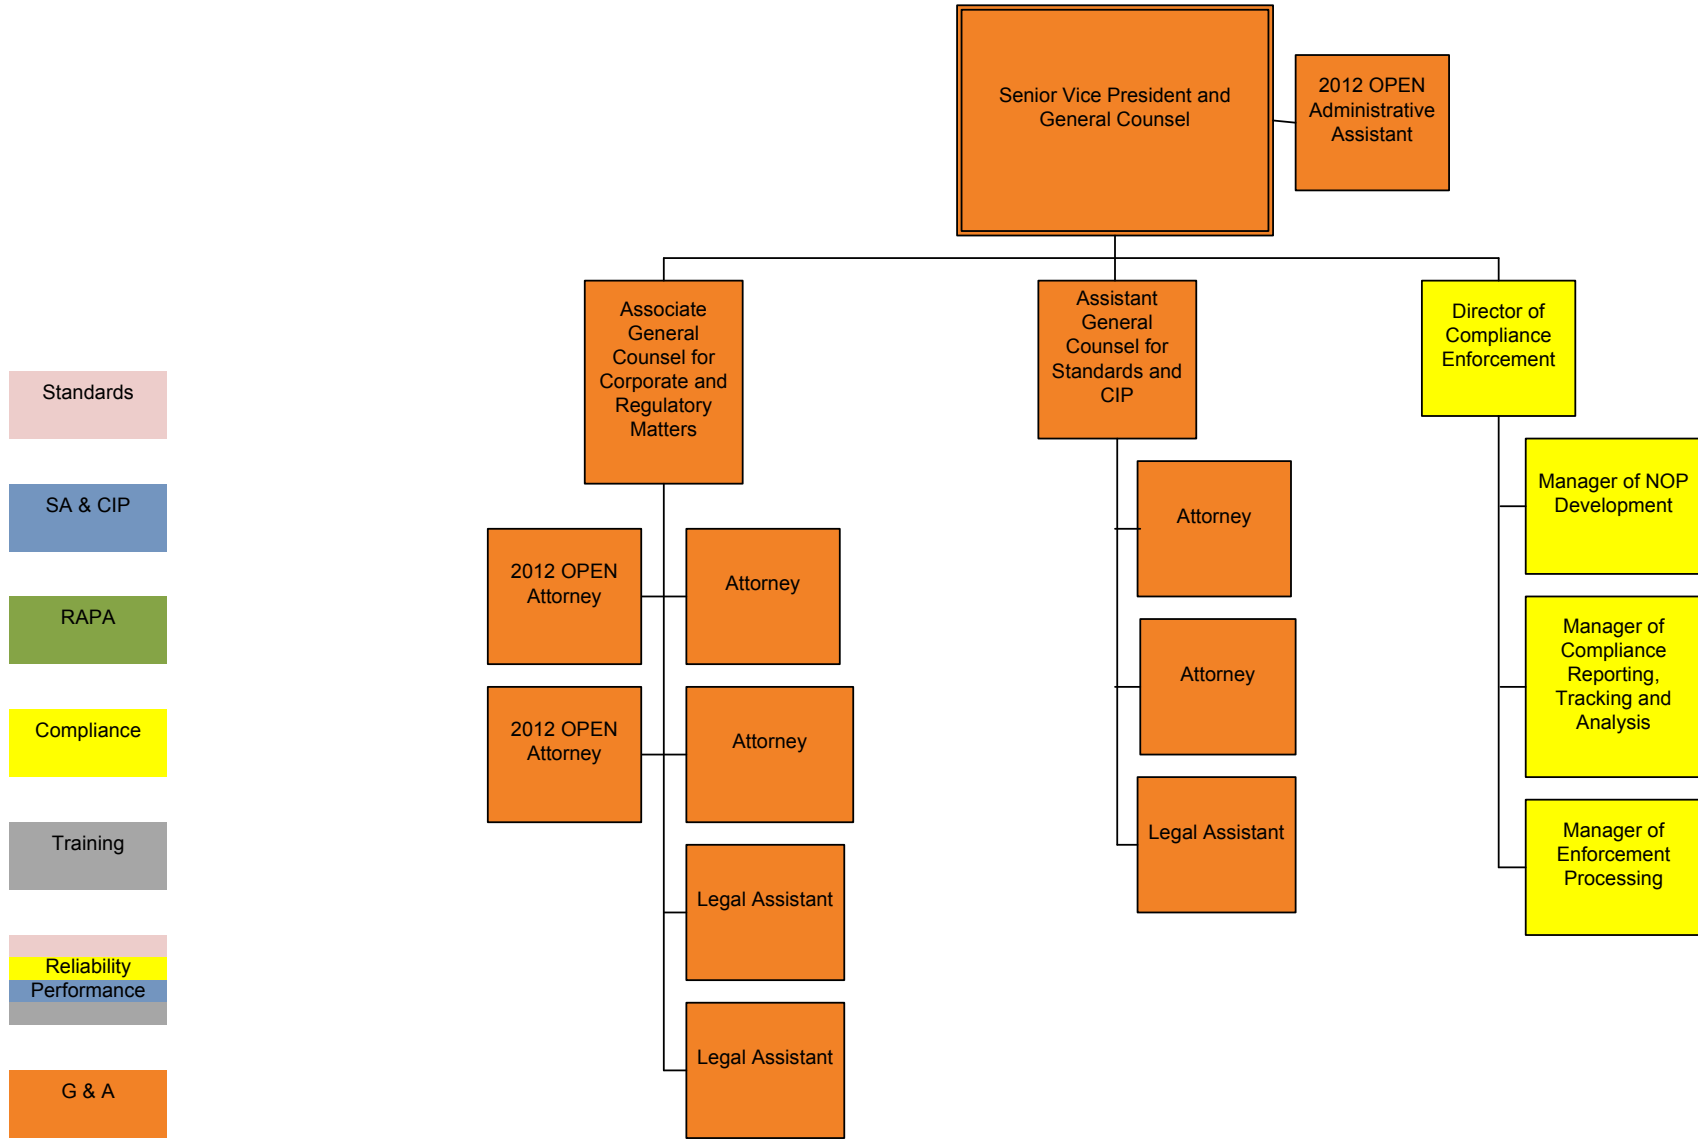 Senior Vice President and
General Counsel
2012 OPEN
Administrative
Assistant
Associate
General
Counsel for
Corporate and
Regulatory
Matters
Assistant
General
Counsel for
Standards and
CIP
Director of
Compliance
Enforcement
2012 OPEN
Attorney
Attorney
2012 OPEN
Attorney
Attorney
Legal Assistant
Legal Assistant
Attorney
Attorney
Legal Assistant
Manager of NOP
Development
Manager of
Compliance
Reporting,
Tracking and
Analysis
Manager of
Enforcement
Processing
Standards
SA & CIP
RAPA
Compliance
Training
Reliability
Performance
G & A